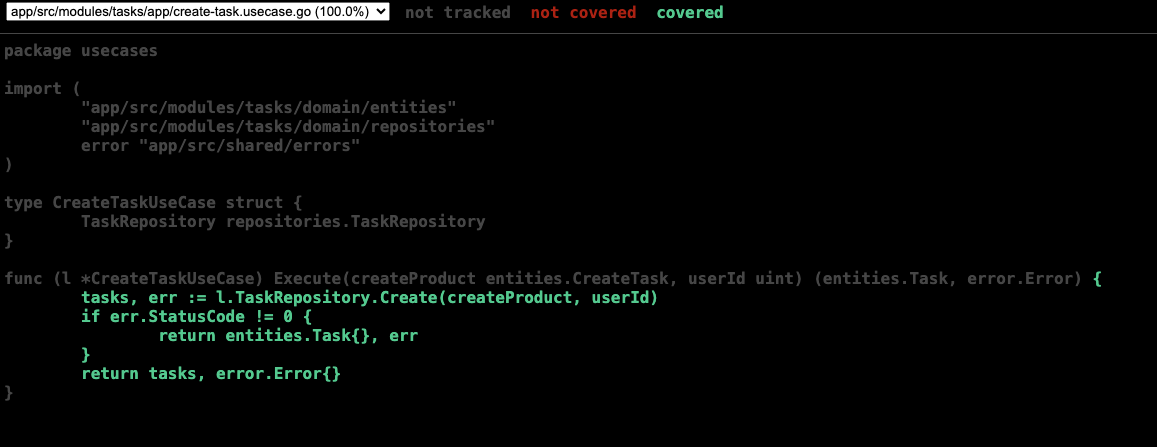 app/src/modules/tasks/app/create-task.usecase.go (100.0%) not tracked not covered covered
package usecases
import (
"app/src/modules/tasks/domain/entities"
"app/src/modules/tasks/domain/repositories"
error "app/src/shared/errors"
)
type CreateTaskUseCase struct {
TaskRepository repositories.TaskRepository
}
func (l *CreateTaskUseCase) Execute(createProduct entities.CreateTask, userId uint) (entities.Task, error.Error) {
tasks, err := l.TaskRepository.Create(createProduct, userId)
if err.StatusCode != 0 {
return entities.Task{}, err
}
return tasks, error.Error{}
}